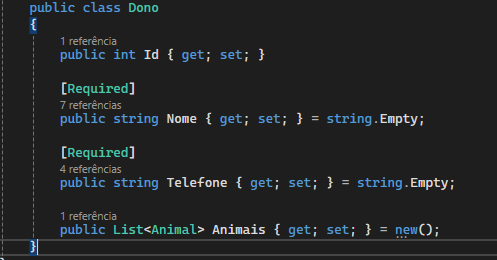 public class Dono
{
1 referência
public int Id { get; set; }
[Required]
7 referências
public string Nome { get; set; } = string.Empty;
[Required]
4 referências
public string Telefone { get; set; } = string.Empty;
1 referência
public List<Animal> Animais { get; set; } = new();
}